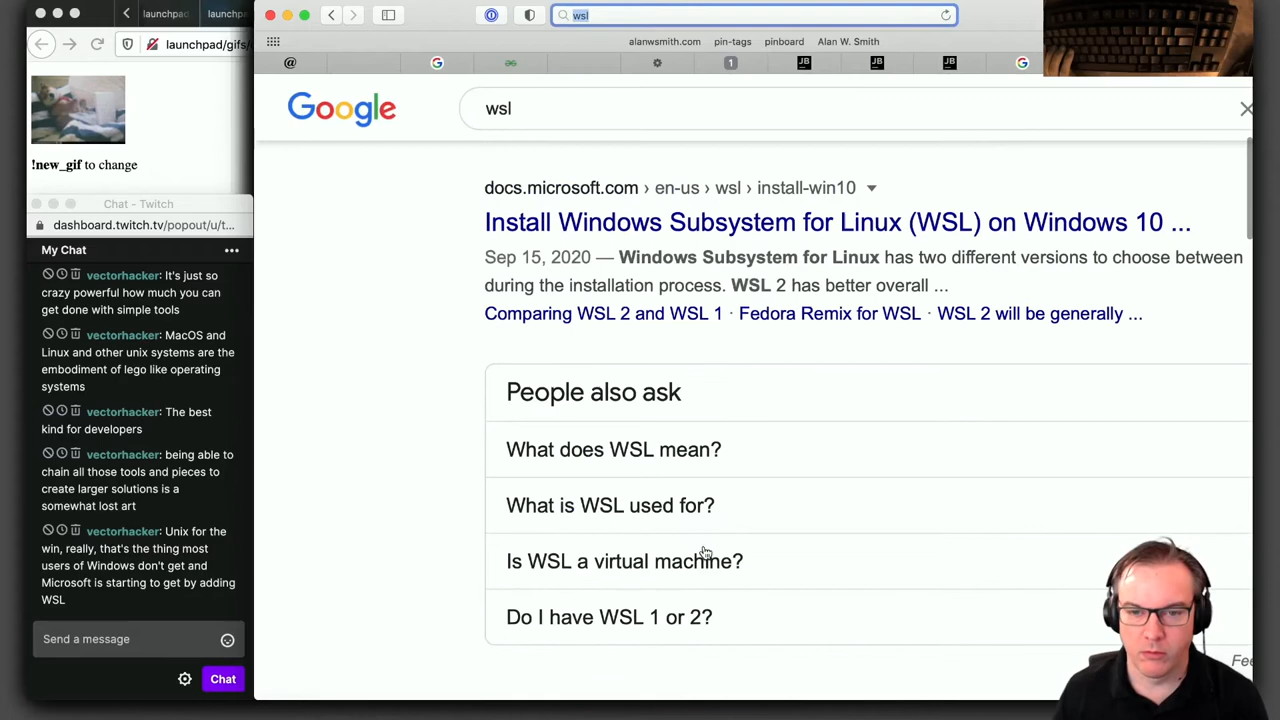 launchpad
launchpad
launchpad/gifs/
!new_gif to change
Chat - Twitch
dashboard.twitch.tv/popout/u/t...
My Chat
vectorhacker: It's just so
crazy powerful how much you can
get done with simple tools
vectorhacker: MacOS and
Linux and other unix systems are the
embodiment of lego like operating
systems
vectorhacker: The best
kind for developers
vectorhacker: being able to
chain all those tools and pieces to
create larger solutions is a
somewhat lost art
vectorhacker: Unix for the
win, really, that's the thing most
users of Windows don't get and
Microsoft is starting to get by adding
WSL
Send a message
Chat
wsl
alanwsmith.com pin-tags pinboard Alan W. Smith
@ G 1 JB JB JB G
Google
wsl
docs.microsoft.com › en-us › wsl › install-win10
Install Windows Subsystem for Linux (WSL) on Windows 10 ...
Sep 15, 2020 — Windows Subsystem for Linux has two different versions to choose between
during the installation process. WSL 2 has better overall ...
Comparing WSL 2 and WSL 1 · Fedora Remix for WSL · WSL 2 will be generally ...
People also ask
What does WSL mean?
What is WSL used for?
Is WSL a virtual machine?
Do I have WSL 1 or 2?